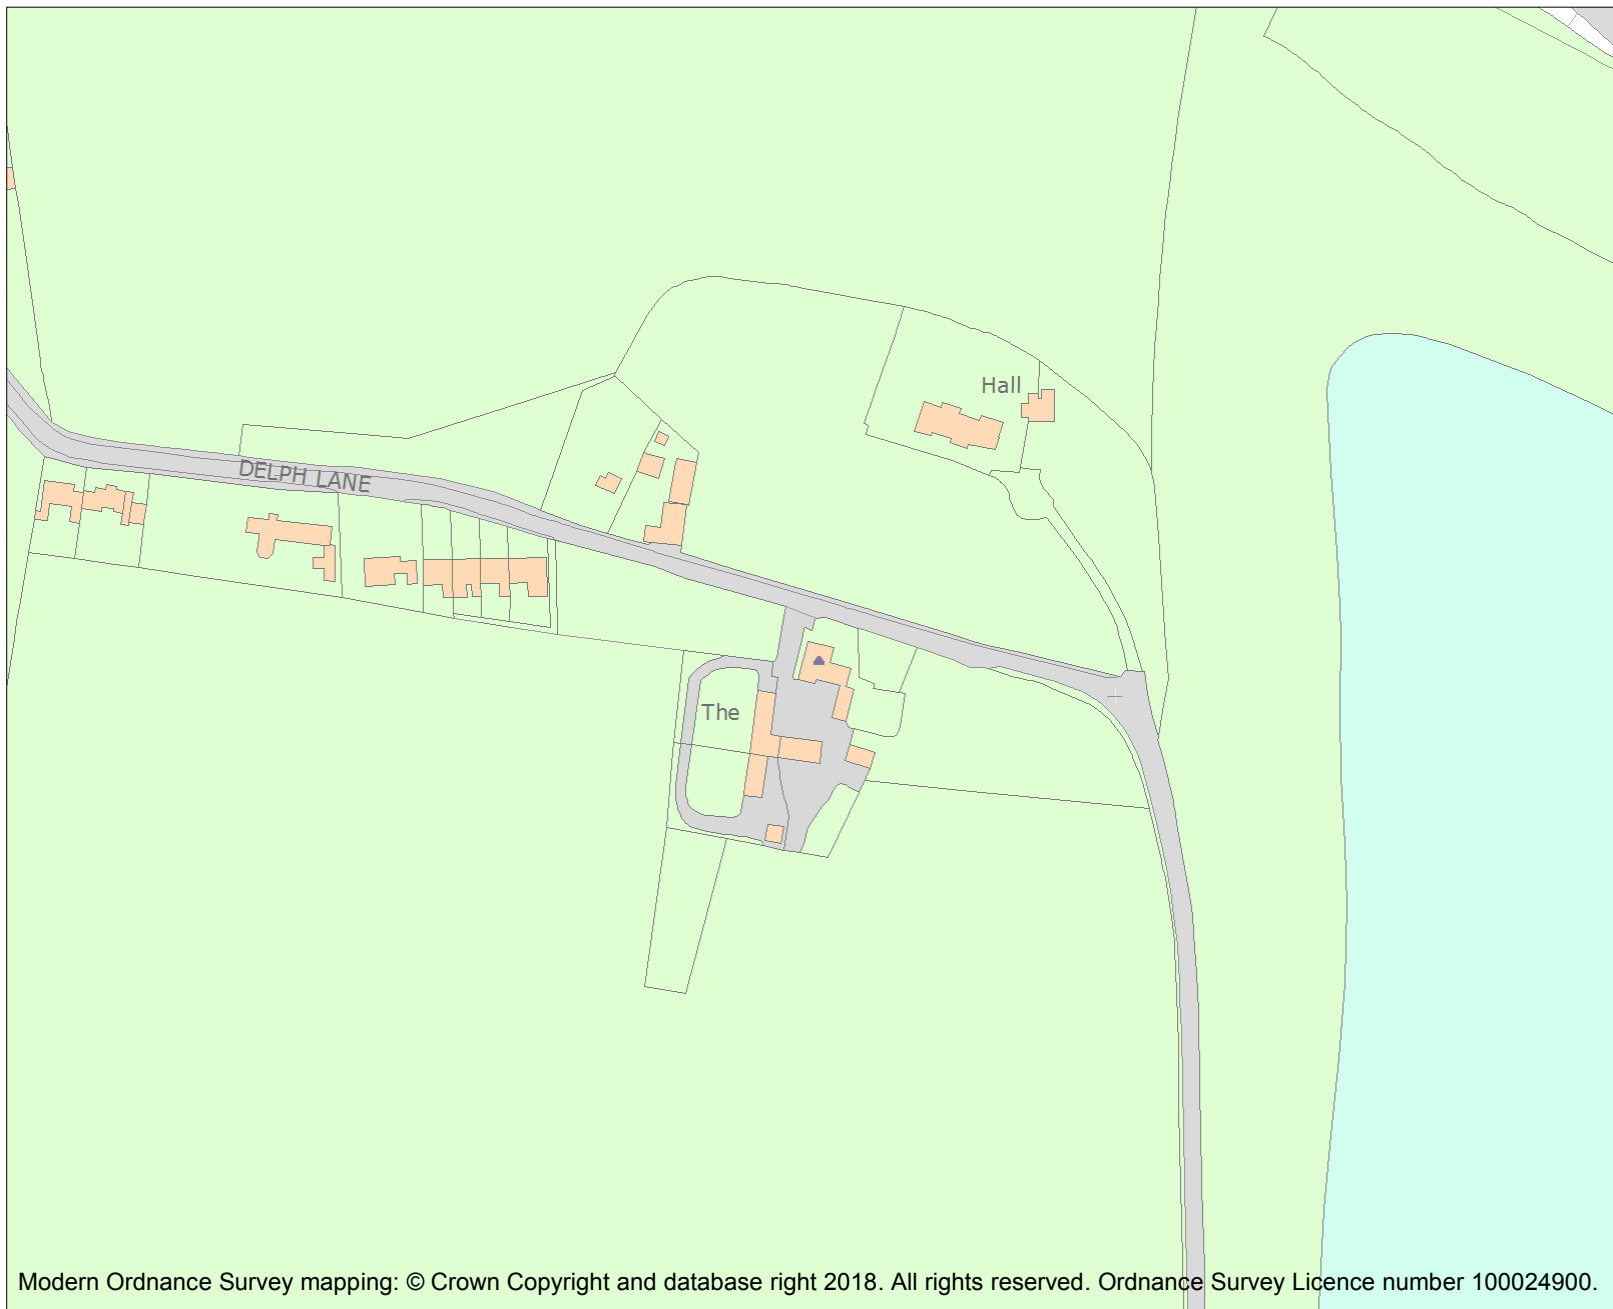 Hall
DELPH LANE
The
Modern Ordnance Survey mapping: © Crown Copyright and database right 2018. All rights reserved. Ordnance Survey Licence number 100024900.